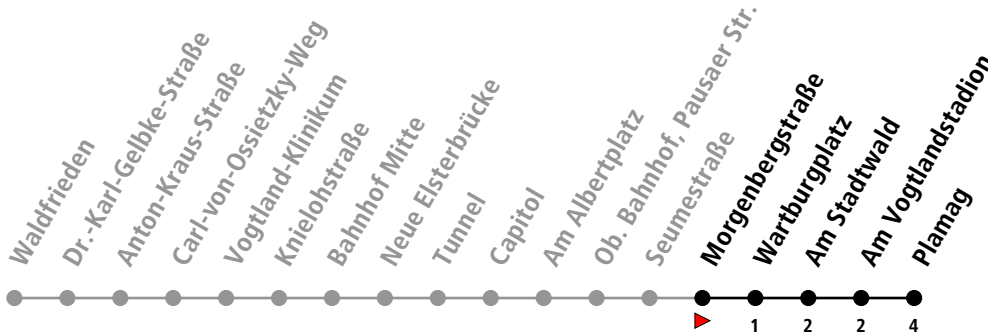 Waldfrieden
Dr.-Karl-Gelbke-Straße
Anton-Kraus-Straße
Carl-von-Ossietzky-Weg
Vogtland-Klinikum
Knielohstraße
Bahnhof Mitte
Neue Elsterbrücke
Tunnel
Capitol
Am Albertplatz
Ob. Bahnhof, Pausaer Str.
Seumestraße
Morgenbergstraße
Wartburgplatz
Am Stadtwald
Am Vogtlandstadion
Plamag
1 2 2 4